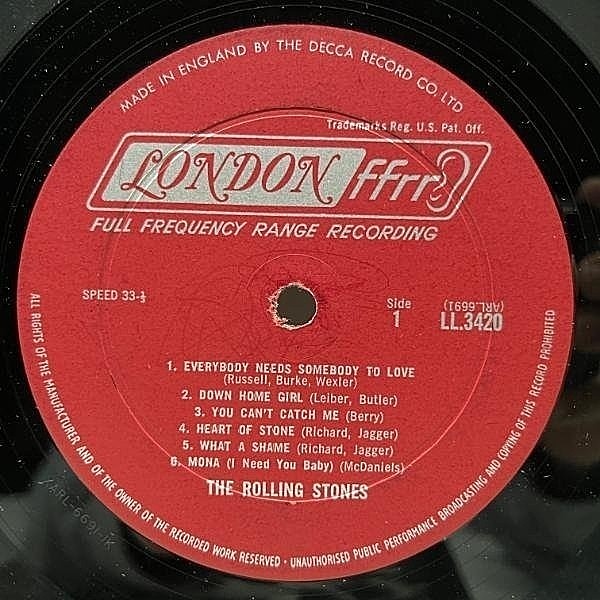 MADE IN ENGLAND BY THE DECCA RECORD CO. LTD
Trademarks Reg. U.S. Pat. Off.
LONDON ffrr
FULL FREQUENCY RANGE RECORDING
SPEED 33-⅓
Side
1
(ARL.6691)
LL.3420
1. EVERYBODY NEEDS SOMEBODY TO LOVE
(Russell, Burke, Wexler)
2. DOWN HOME GIRL (Leiber, Butler)
3. YOU CAN'T CATCH ME (Berry)
4. HEART OF STONE (Richard, Jagger)
5. WHAT A SHAME (Richard, Jagger)
6. MONA (I Need You Baby) (McDaniels)
THE ROLLING STONES
ALL RIGHTS OF THE MANUFACTURER AND OF THE OWNER OF THE RECORDED WORK RESERVED · UNAUTHORISED PUBLIC PERFORMANCE BROADCASTING AND COPYING OF THIS RECORD PROHIBITED
ARL-6691-1K